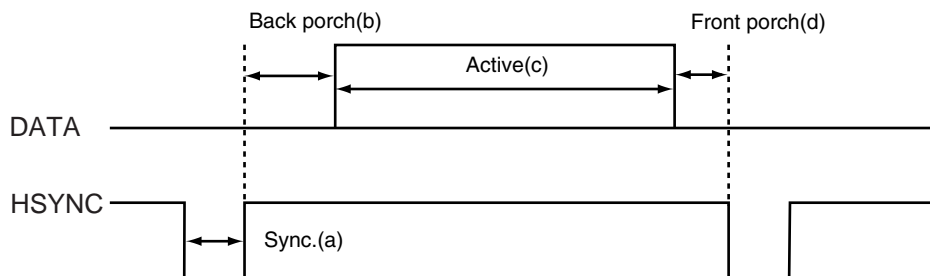 Back porch(b)
Front porch(d)
Active(c)
DATA
HSYNC
Sync.(a)